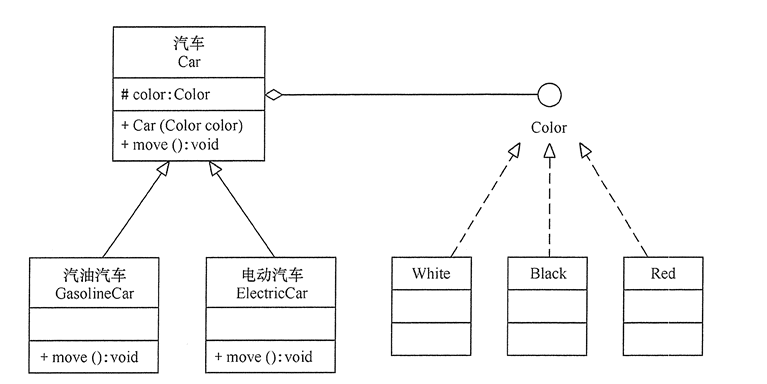 汽车
Car
# color:Color
+ Car (Color color)
+ move ():void
Color
汽油汽车
GasolineCar
+ move ():void
电动汽车
ElectricCar
+ move ():void
White
Black
Red